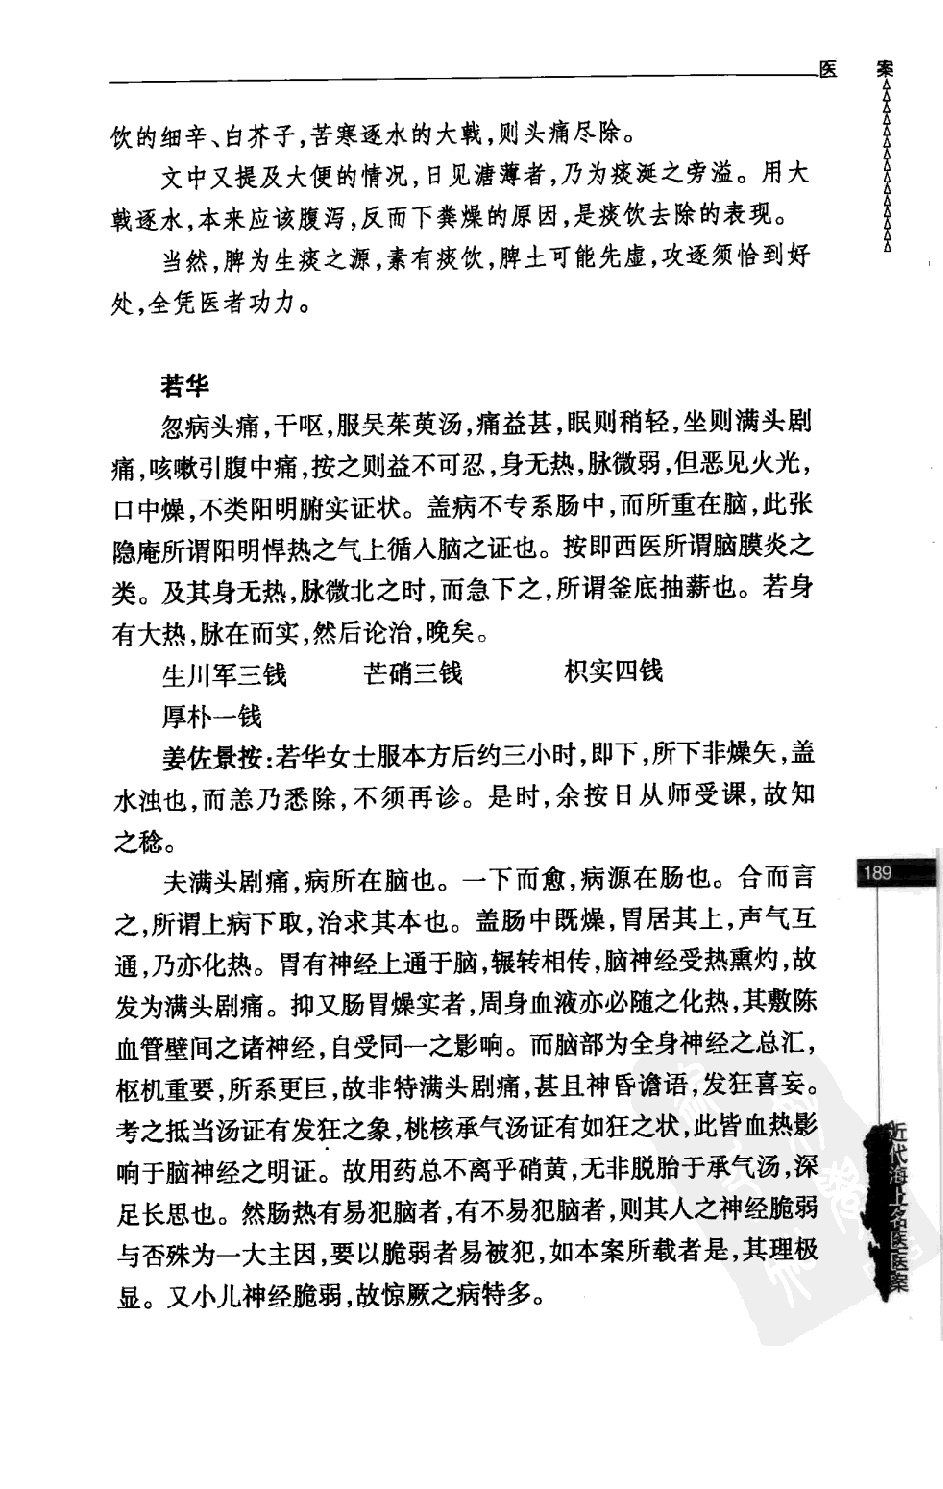 医 案
饮的细辛、白芥子,苦寒逐水的大戟,则头痛尽除。
文中又提及大便的情况,日见溏薄者,乃为痰涎之旁溢。用大
戟逐水,本来应该腹泻,反而下粪燥的原因,是痰饮去除的表现。
当然,脾为生痰之源,素有痰饮,脾土可能先虚,攻逐须恰到好
处,全凭医者功力。
若华
忽病头痛,干呕,服吴茱萸汤,痛益甚,眠则稍轻,坐则满头剧
痛,咳嗽引腹中痛,按之则益不可忍,身无热,脉微弱,但恶见火光,
口中燥,不类阳明腑实证状。盖病不专系肠中,而所重在脑,此张
隐庵所谓阳明悍热之气上循入脑之证也。按即西医所谓脑膜炎之
类。及其身无热,脉微北之时,而急下之,所谓釜底抽薪也。若身
有大热,脉在而实,然后论治,晚矣。
生川军三钱 芒硝三钱 枳实四钱
厚朴一钱
姜佐景按:若华女士服本方后约三小时,即下,所下非燥矢,盖
水浊也,而恙乃悉除,不须再诊。是时,余按日从师受课,故知
之稔。
夫满头剧痛,病所在脑也。一下而愈,病源在肠也。合而言
之,所谓上病下取,治求其本也。盖肠中既燥,胃居其上,声气互
通,乃亦化热。胃有神经上通于脑,辗转相传,脑神经受热熏灼,故
发为满头剧痛。抑又肠胃燥实者,周身血液亦必随之化热,其敷陈
血管壁间之诸神经,自受同一之影响。而脑部为全身神经之总汇,
枢机重要,所系更巨,故非特满头剧痛,甚且神昏谵语,发狂喜妄。
考之抵当汤证有发狂之象,桃核承气汤证有如狂之状,此皆血热影
响于脑神经之明证。故用药总不离乎硝黄,无非脱胎于承气汤,深
足长思也。然肠热有易犯脑者,有不易犯脑者,则其人之神经脆弱
与否殊为一大主因,要以脆弱者易被犯,如本案所载者是,其理极
显。又小儿神经脆弱,故惊厥之病特多。
189
近代海上名医医案